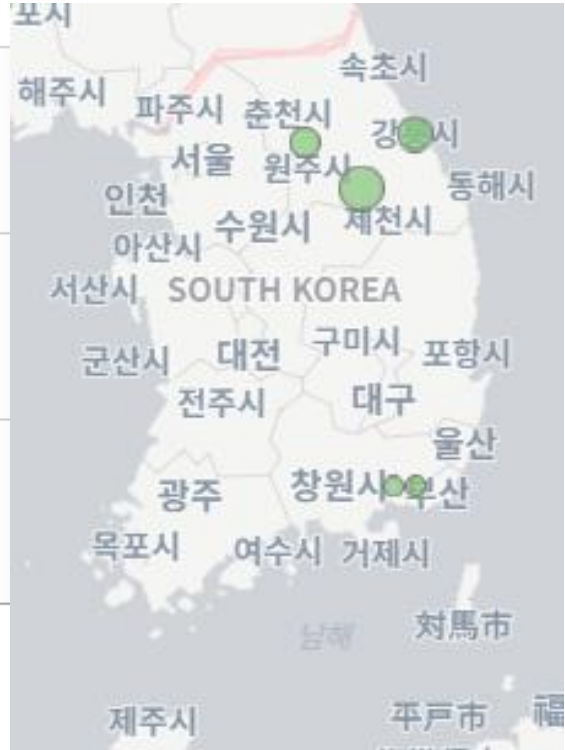 포시
속초시
해주시
파주시
춘천시
강 시
서울
원주시
동해시
인천
제천시
수원시
아산시
서산시
SOUTH KOREA
구미시
대전
포항시
군산시
전주시
대구
울산
창원시
부산
광주
목포시
여수시
거제시
対馬市
남해
제주시
平戸市
福